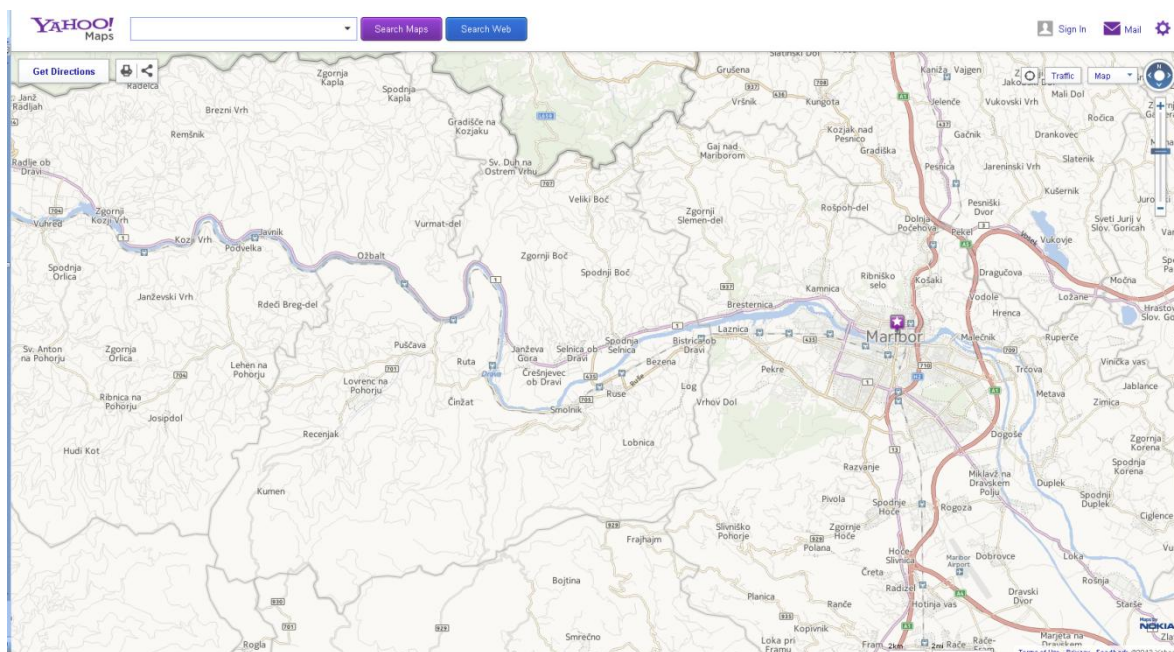 YAHOO!
Maps
Search Maps
Search Web
Sign In
Mail
Get Directions
Traffic
Map
Zgornja
Kapla
Spodnja
Kapla
Grušena
Kaniža
Vajgen
Mali Dol
Radljah
Brezni Vrh
Gradišče na
Kozjaku
Vršnik
Kungota
Jelenče
Vukovski Vrh
Ročica
Remšnik
Kozjak nad
Pesnico
Gačnik
Drankovec
Radlje ob
Dravi
Sv. Duh na
Ostrem Vrhu
Gaj nad
Mariborom
Gradiška
Pesnica
Jareninski Vrh
Slatenik
Veliki Boč
Kušernik
Zgornji
Kozji Vrh
Vuhred
Vurmat-del
Zgornji
Slemen-del
Rošpoh-del
Dolnja
Počehova
Pesniški
Dvor
Sveti Jurij v
Slov. Goricah
Pekel
Kozji Vrh
Javnik
Podvelka
Ožbalt
Zgornji Boč
Vukovje
Spodnji Boč
Spodnja
Orlica
Ribniško
selo
Košaki
Dragučova
Močna
Janževski Vrh
Rdeči Breg-del
Kamnica
Vodole
Ložane
Bresternica
Hrenca
Laznica
Maribor
Malečnik
Ruperče
Sv. Anton
na Pohorju
Zgornja
Orlica
Puščava
Janževa
Gora
Selnica ob
Dravi
Spodnja
Selnica
Bistrica ob
Dravi
Lehen na
Pohorju
Ruta
Drava
Bezena
Pekre
Trčova
Vinička vas
Črešnjevec
ob Dravi
Ruše
Ruse
Lovrenc na
Pohorju
Log
Metava
Jablance
Ribnica na
Pohorju
Činžat
Smolnik
Vrhov Dol
Zimica
Josipdol
Recenjak
Lobnica
Dogoše
Zgornja
Korena
Hudi Kot
Razvanje
Spodnja
Korena
Miklavž na
Dravskem
Polju
Duplek
Kumen
Pivola
Spodnje
Hoče
Spodnji
Duplek
Rogoza
Ciglence
Slivniško
Pohorje
Zgornje
Hoče
Frajhajm
Polana
Hoče
Slivnica
Maribor
Airport
Dobrovce
Loka
Čreta
Bojtina
Rošnja
Radizel
Planica
Ranče
Hotinja vas
Dravski
Dvor
Starše
Kopivnik
Rogla
Smrečno
Loka pri
Framu
Fram
2km
2mi
Rače
Marjeta na
Dravskem
Maps by
NOKIA